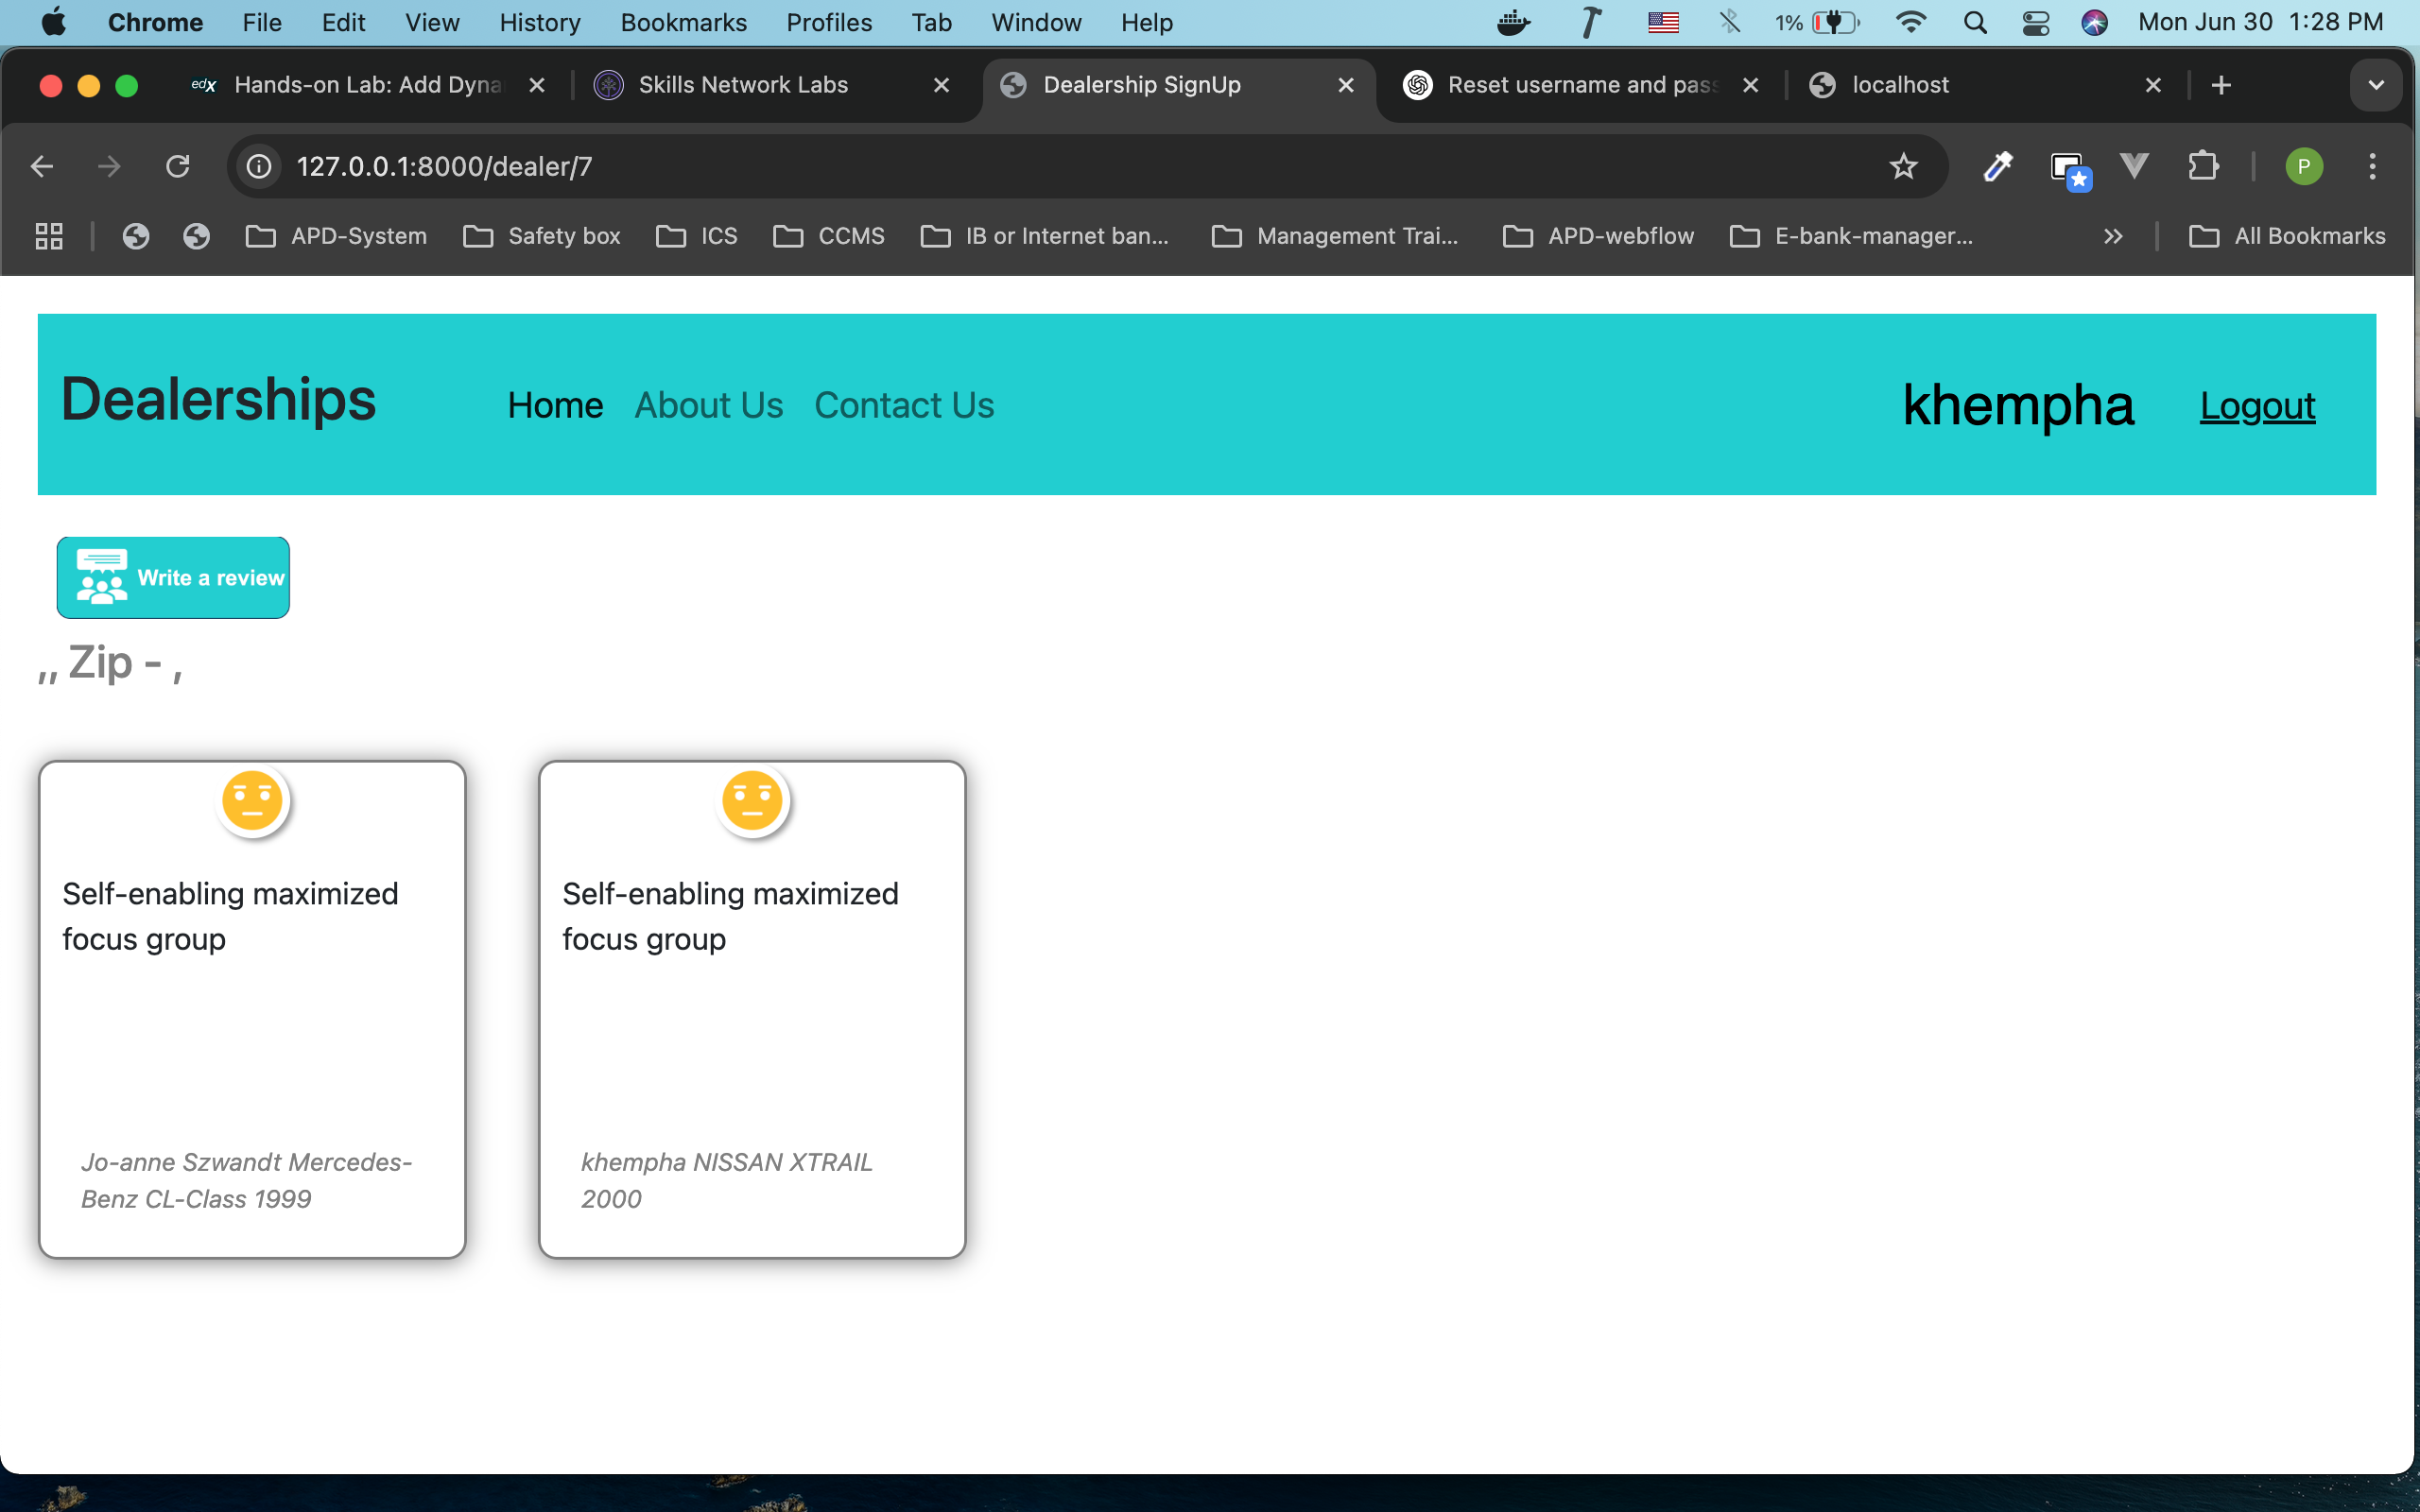 Chrome File Edit View History Bookmarks Profiles Tab Window Help 1% Mon Jun 30 1:28 PM
edX Hands-on Lab: Add Dyna Skills Network Labs Dealership SignUp Reset username and pass localhost
127.0.0.1:8000/dealer/7 P
APD-System Safety box ICS CCMS IB or Internet ban... Management Trai... APD-webflow E-bank-manager... All Bookmarks
Dealerships Home About Us Contact Us khempha Logout
Write a review
,, Zip - ,
Self-enabling maximized
focus group
Jo-anne Szwandt Mercedes-
Benz CL-Class 1999
Self-enabling maximized
focus group
khempha NISSAN XTRAIL
2000